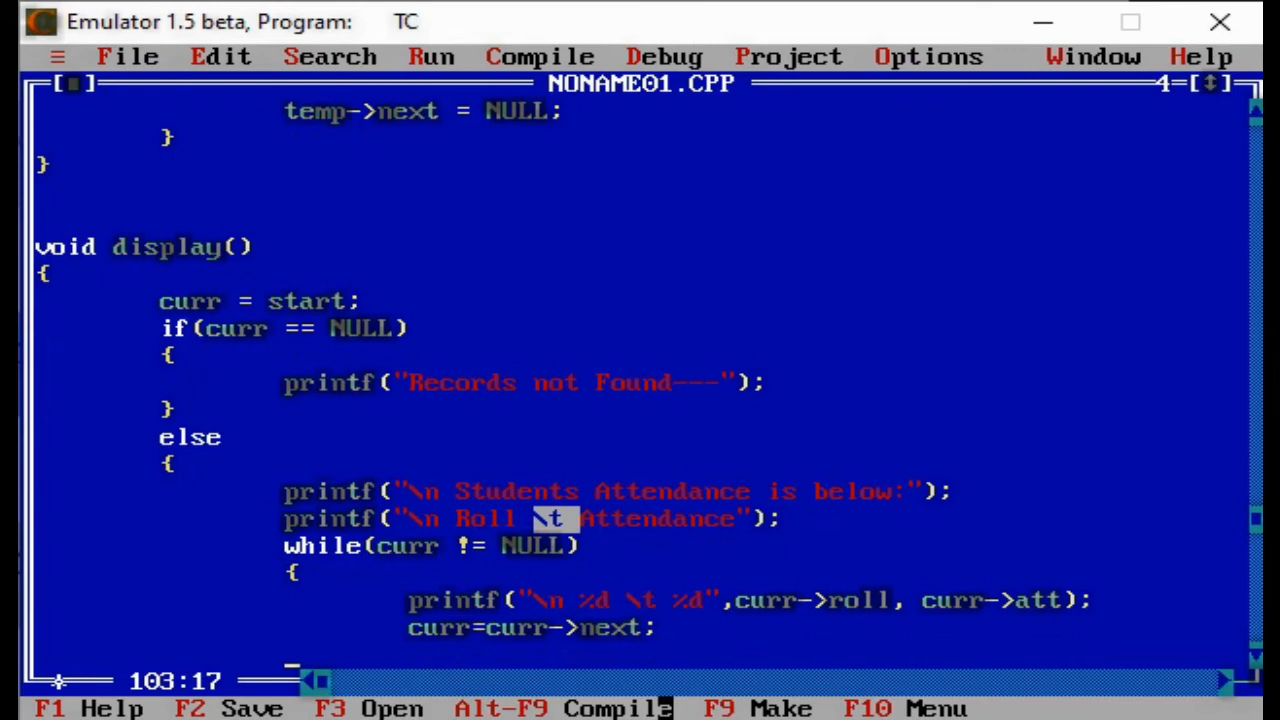 Emulator 1.5 beta, Program: TC
≡ File Edit Search Run Compile Debug Project Options Window Help
[■] NONAME01.CPP 4=[↕]
temp->next = NULL;
}
}
void display()
{
curr = start;
if(curr == NULL)
{
printf("Records not Found---");
}
else
{
printf("\n Students Attendance is below:");
printf("\n Roll \t Attendance");
while(curr != NULL)
{
printf("\n %d \t %d",curr->roll, curr->att);
curr=curr->next;
103:17
F1 Help F2 Save F3 Open Alt-F9 Compile F9 Make F10 Menu